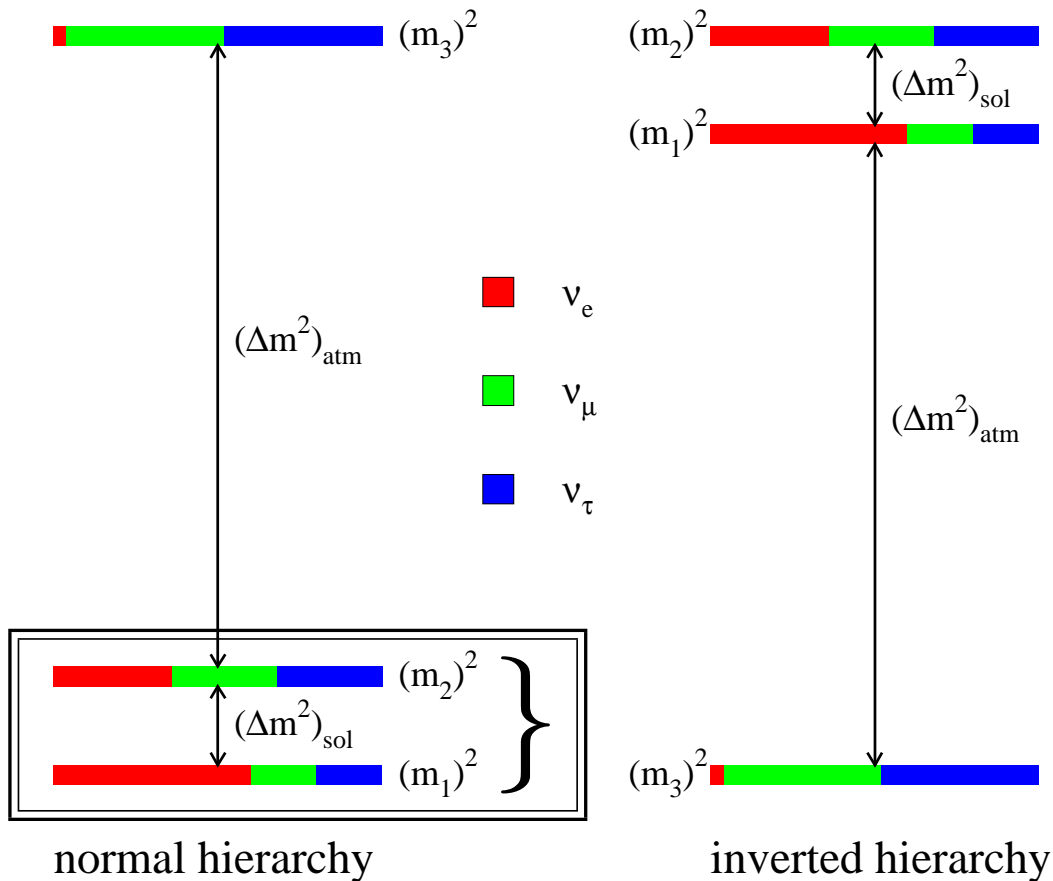 (m₃)²
(m₂)²
(Δm²)sol
(m₁)²
νe
(Δm²)atm
νμ
(Δm²)atm
ντ
(m₂)²
(Δm²)sol
(m₁)²
(m₃)²
}
normal hierarchy
inverted hierarchy